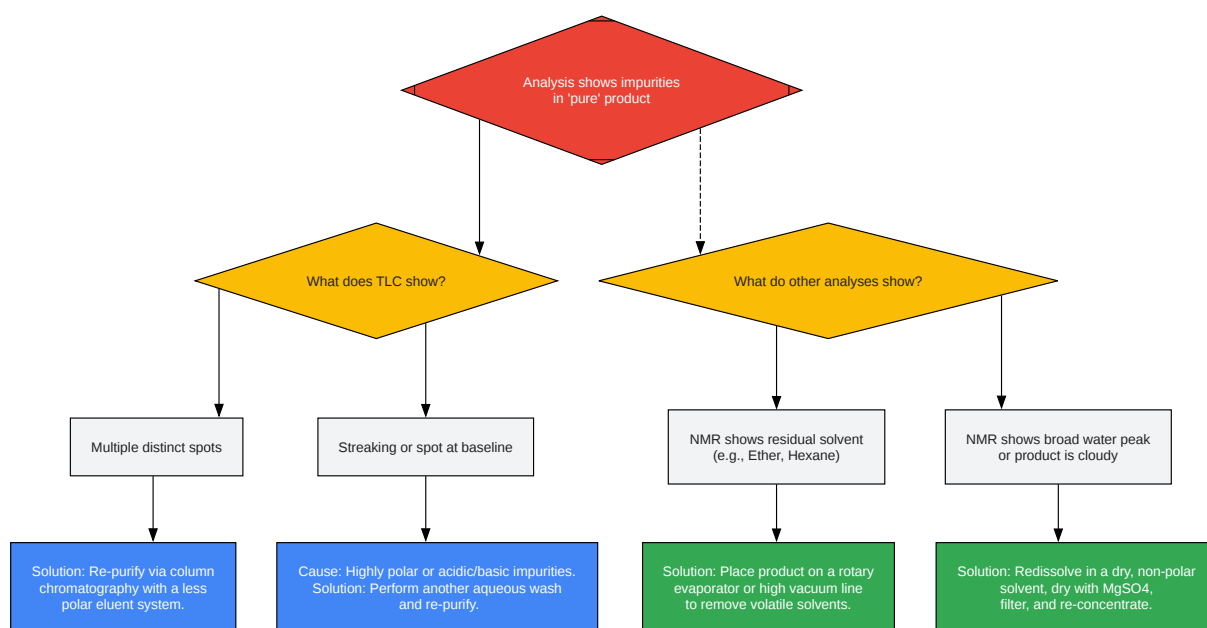 Analysis shows impurities
in 'pure' product
What does TLC show?
What do other analyses show?
Multiple distinct spots
Streaking or spot at baseline
NMR shows residual solvent
(e.g., Ether, Hexane)
NMR shows broad water peak
or product is cloudy
Solution: Re-purify via column
chromatography with a less
polar eluent system.
Cause: Highly polar or acidic/basic impurities.
Solution: Perform another aqueous wash
and re-purify.
Solution: Place product on a rotary
evaporator or high vacuum line
to remove volatile solvents.
Solution: Redissolve in a dry, non-polar
solvent, dry with MgSO4,
filter, and re-concentrate.